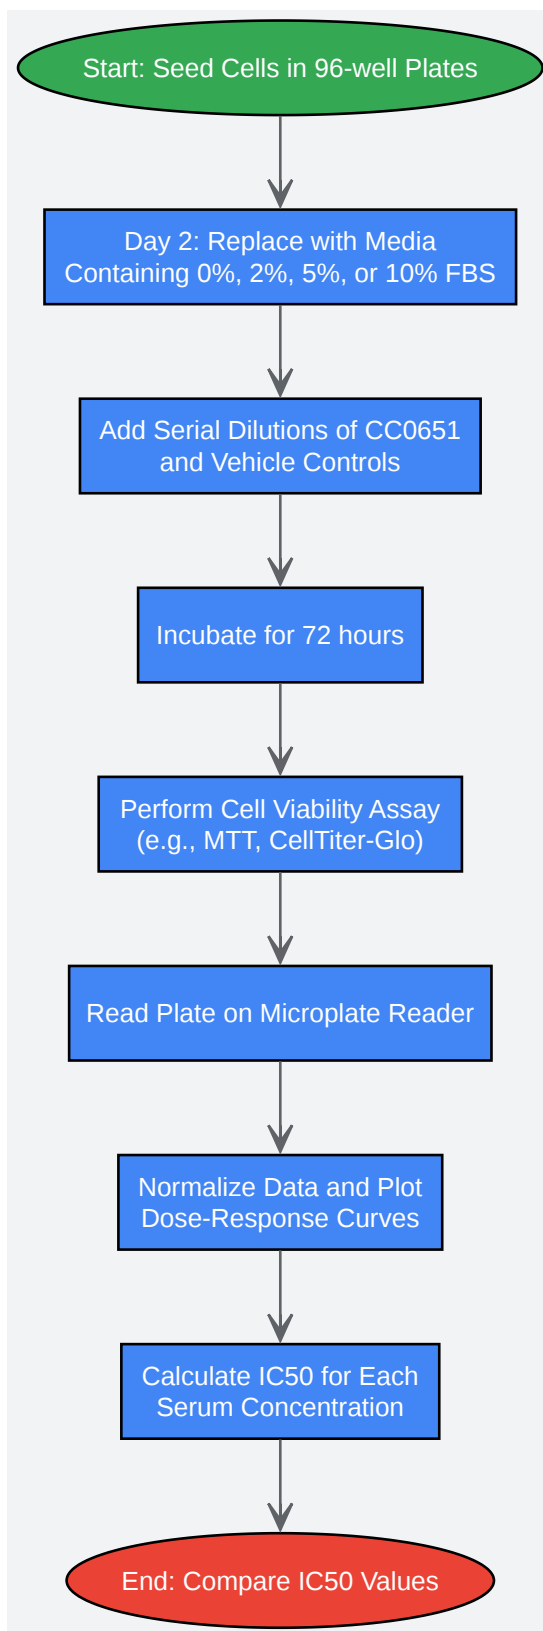 Start: Seed Cells in 96-well Plates
Day 2: Replace with Media
Containing 0%, 2%, 5%, or 10% FBS
Add Serial Dilutions of CC0651
and Vehicle Controls
Incubate for 72 hours
Perform Cell Viability Assay
(e.g., MTT, CellTiter-Glo)
Read Plate on Microplate Reader
Normalize Data and Plot
Dose-Response Curves
Calculate IC50 for Each
Serum Concentration
End: Compare IC50 Values